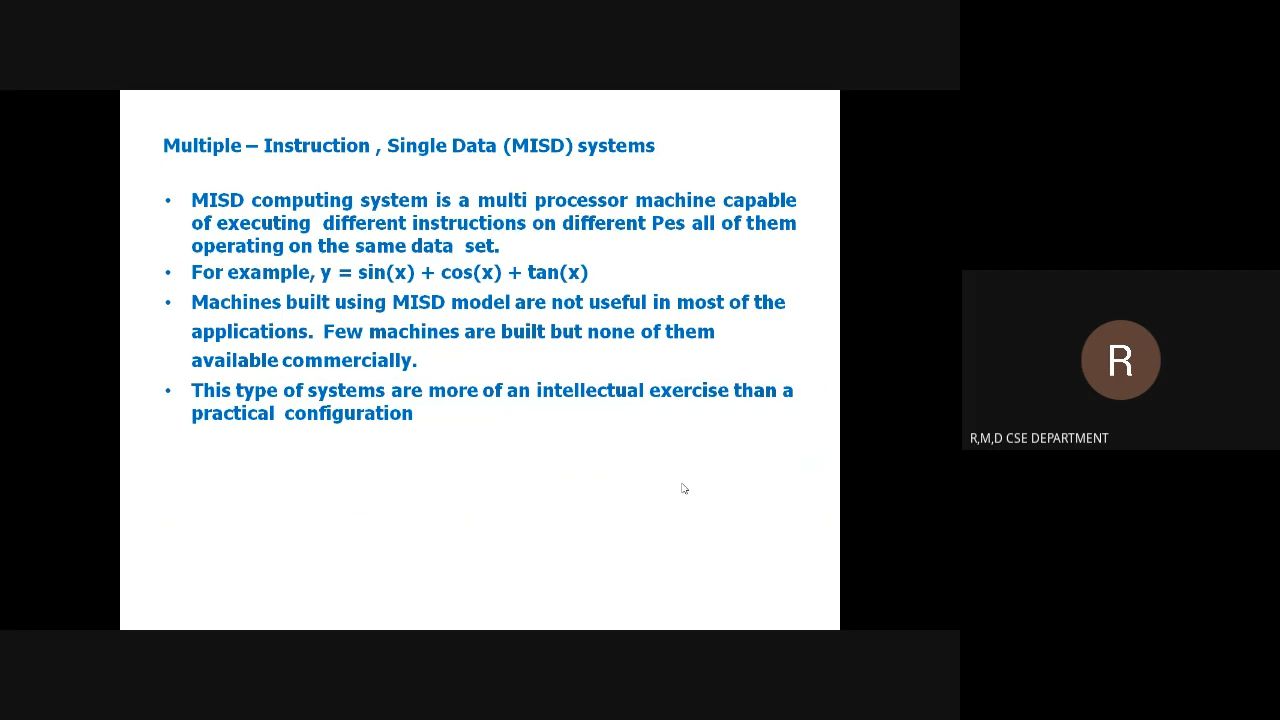 Multiple – Instruction , Single Data (MISD) systems
• MISD computing system is a multi processor machine capable
of executing different instructions on different Pes all of them
operating on the same data set.
• For example, y = sin(x) + cos(x) + tan(x)
• Machines built using MISD model are not useful in most of the
applications. Few machines are built but none of them
available commercially.
• This type of systems are more of an intellectual exercise than a
practical configuration
R
R,M,D CSE DEPARTMENT